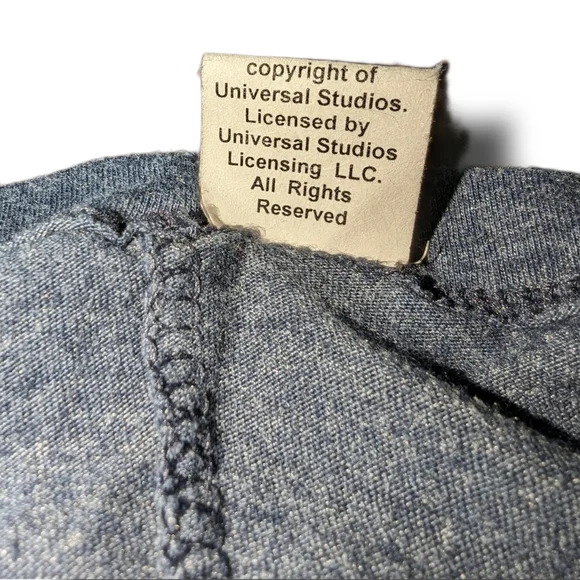 copyright of
Universal Studios.
Licensed by
Universal Studios
Licensing LLC.
All Rights
Reserved